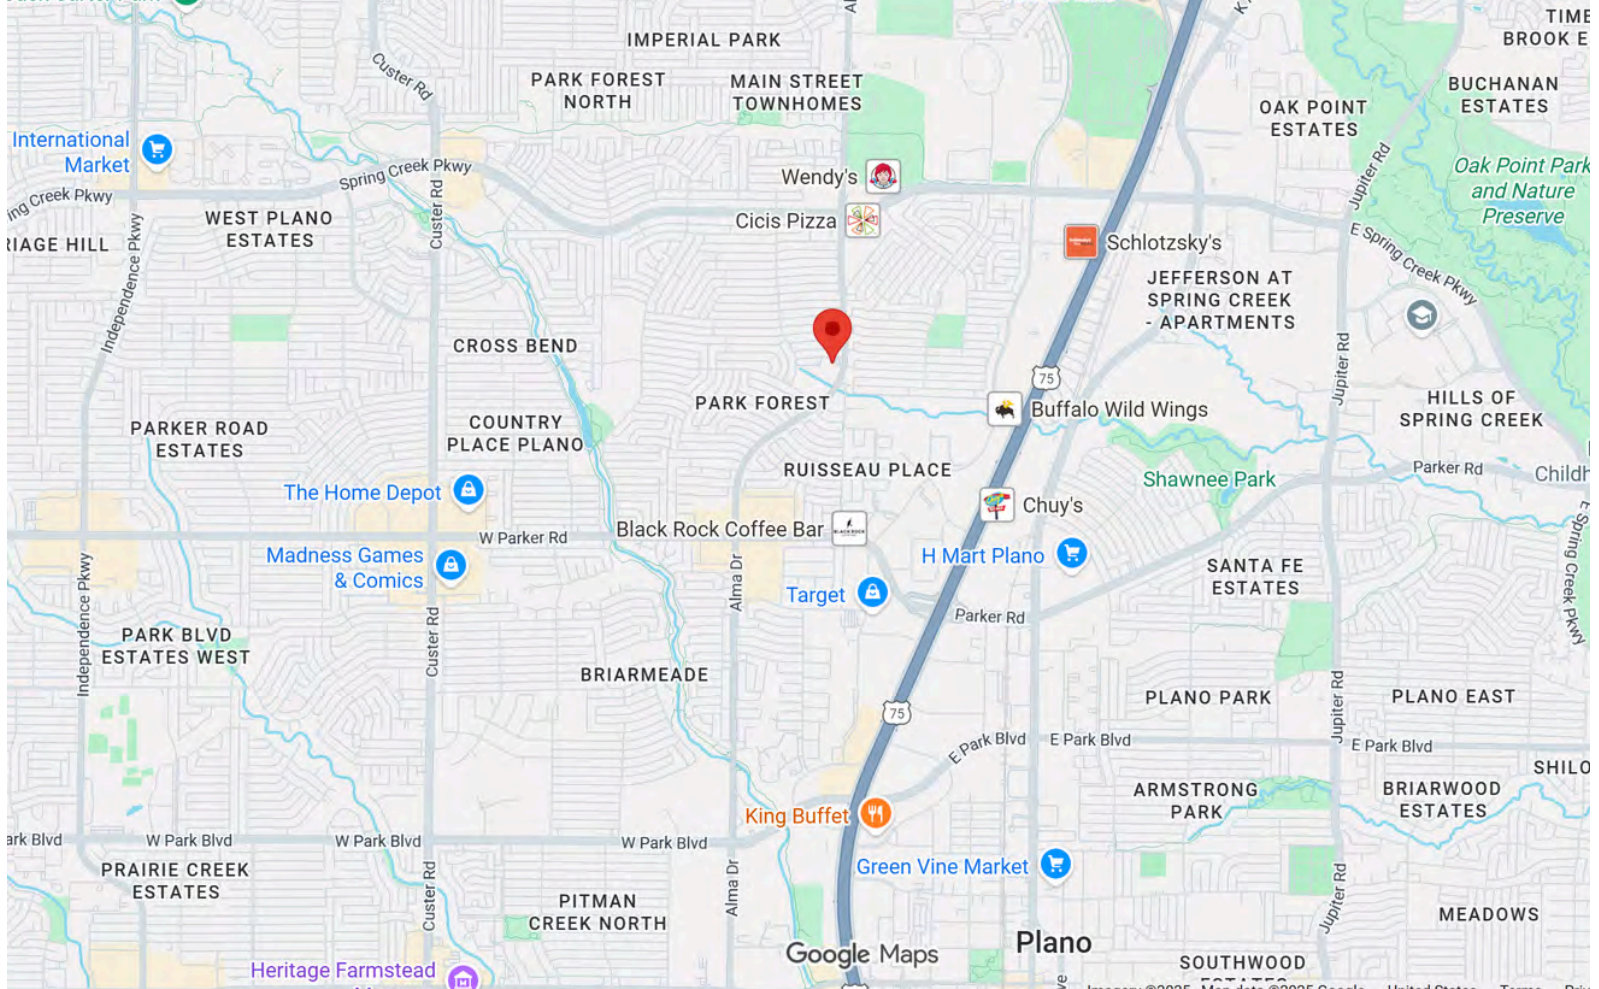 IMPERIAL PARK
TIME
BROOK E
Custer Rd
PARK FOREST
NORTH
MAIN STREET
TOWNHOMES
BUCHANAN
ESTATES
OAK POINT
ESTATES
International
Market
Spring Creek Pkwy
ing Creek Pkwy
Wendy's
Jupiter Rd
Oak Point Park
and Nature
Preserve
Custer Rd
WEST PLANO
ESTATES
Cicis Pizza
RIAGE HILL
Independence Pkwy
Schlotzsky's
E Spring Creek Pkwy
JEFFERSON AT
SPRING CREEK
- APARTMENTS
CROSS BEND
Jupiter Rd
75
PARK FOREST
Buffalo Wild Wings
HILLS OF
SPRING CREEK
PARKER ROAD
ESTATES
COUNTRY
PLACE PLANO
RUISSEAU PLACE
Parker Rd
Childh
Shawnee Park
The Home Depot
Chuy's
Black Rock Coffee Bar
BLACK ROCK
W Parker Rd
Madness Games
& Comics
H Mart Plano
E Spring Creek Pkwy
SANTA FE
ESTATES
Alma Dr
Target
Parker Rd
Independence Pkwy
PARK BLVD
ESTATES WEST
Custer Rd
BRIARMEADE
PLANO PARK
PLANO EAST
Jupiter Rd
75
E Park Blvd
E Park Blvd
E Park Blvd
SHILO
ARMSTRONG
PARK
BRIARWOOD
ESTATES
King Buffet
ark Blvd
W Park Blvd
W Park Blvd
W Park Blvd
Green Vine Market
PRAIRIE CREEK
ESTATES
Custer Rd
Alma Dr
Jupiter Rd
PITMAN
CREEK NORTH
MEADOWS
Plano
Google Maps
SOUTHWOOD
Heritage Farmstead